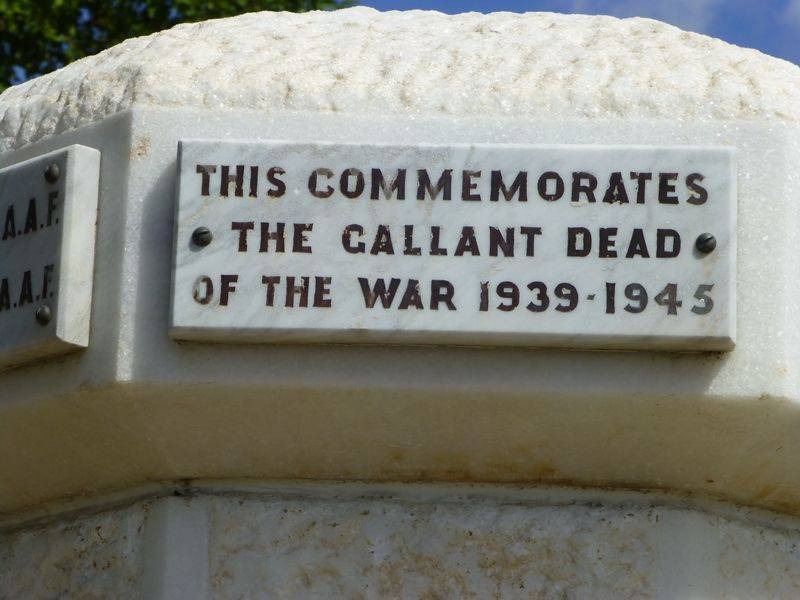 A.A.F.
A.A.F.
THIS COMMEMORATES
THE GALLANT DEAD
OF THE WAR 1939-1945